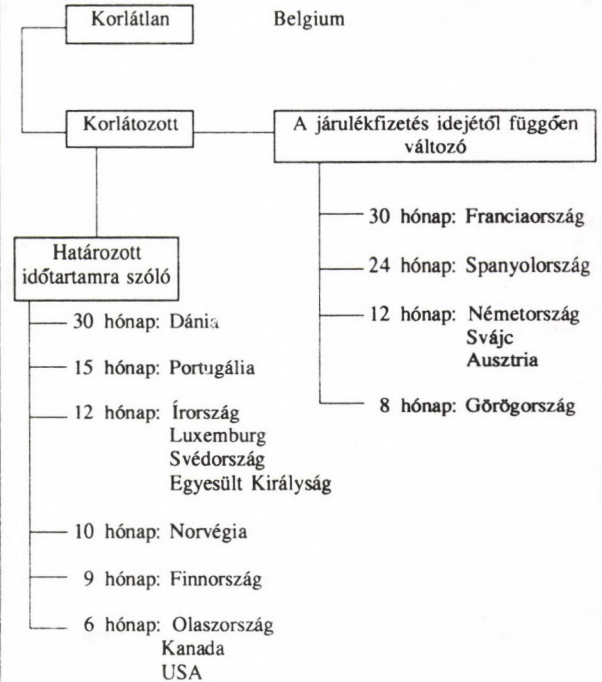 Korlátlan Belgium
Korlátozott
A járulékfizetés idejétől függően
változó
30 hónap: Franciaország
24 hónap: Spanyolország
12 hónap: Németország
Svájc
Ausztria
8 hónap: Görögország
Határozott
időtartamra szóló
30 hónap: Dánia
15 hónap: Portugália
12 hónap: Írország
Luxemburg
Svédország
Egyesült Királyság
10 hónap: Norvégia
9 hónap: Finnország
6 hónap: Olaszország
Kanada
USA